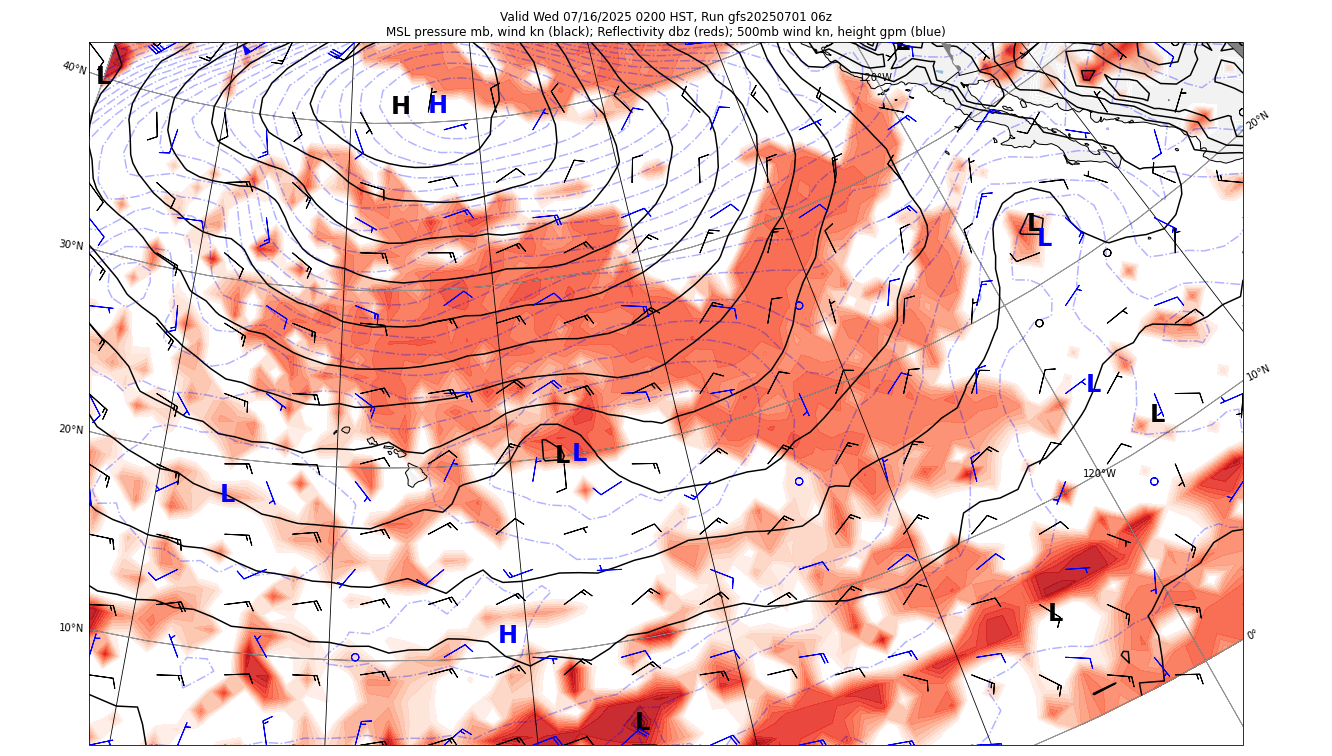 Valid Wed 07/16/2025 0200 HST, Run gfs20250701 06z
MSL pressure mb, wind kn (black); Reflectivity dbz (reds); 500mb wind kn, height gpm (blue)
L
L
40°N
120°W
H H
20°N
L
L
30°N
10°N
L
L
20°N
L L
120°W
L
10°N
L
H
0°
L